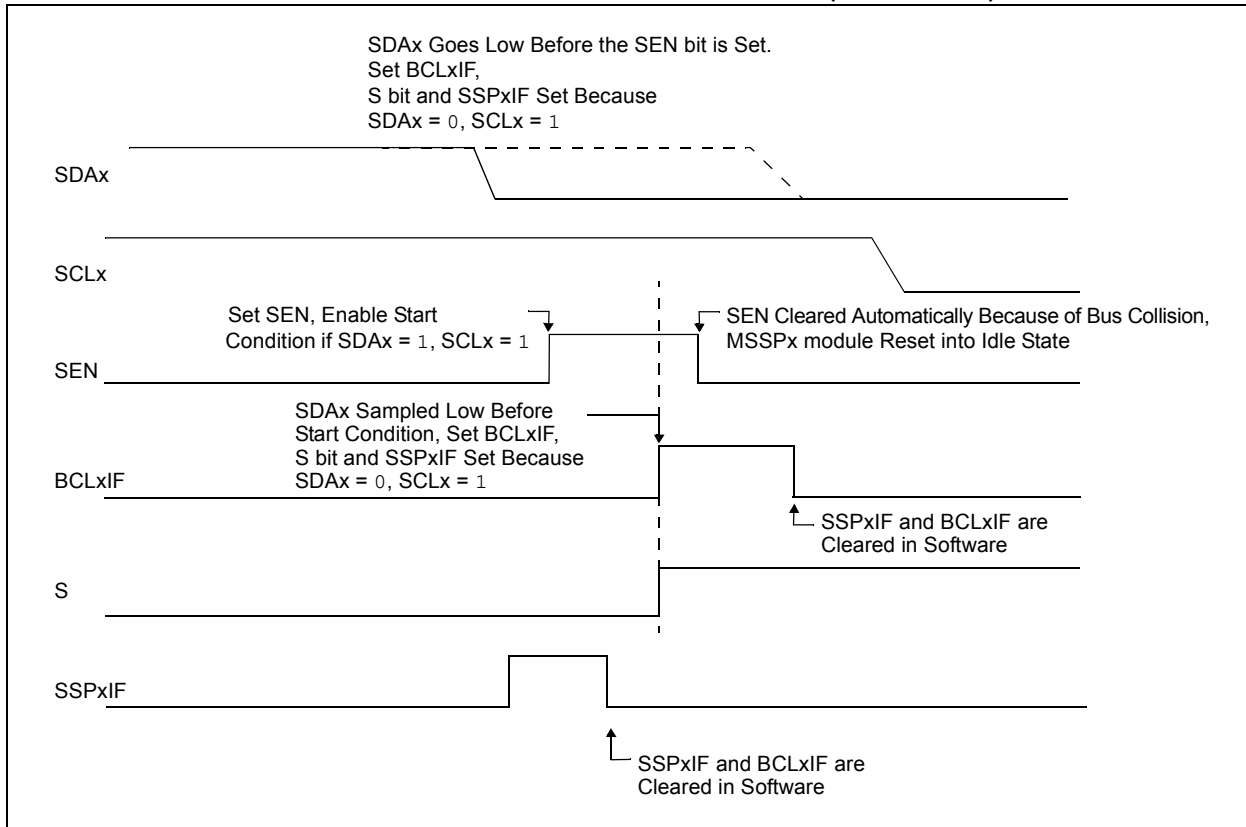 SDAx Goes Low Before the SEN bit is Set.
Set BCLxIF,
S bit and SSPxIF Set Because
SDAx = 0, SCLx = 1
SDAx
SCLx
Set SEN, Enable Start
Condition if SDAx = 1, SCLx = 1
SEN Cleared Automatically Because of Bus Collision,
MSSPx module Reset into Idle State
SEN
SDAx Sampled Low Before
Start Condition, Set BCLxIF,
S bit and SSPxIF Set Because
SDAx = 0, SCLx = 1
BCLxIF
SSPxIF and BCLxIF are
Cleared in Software
S
SSPxIF
SSPxIF and BCLxIF are
Cleared in Software